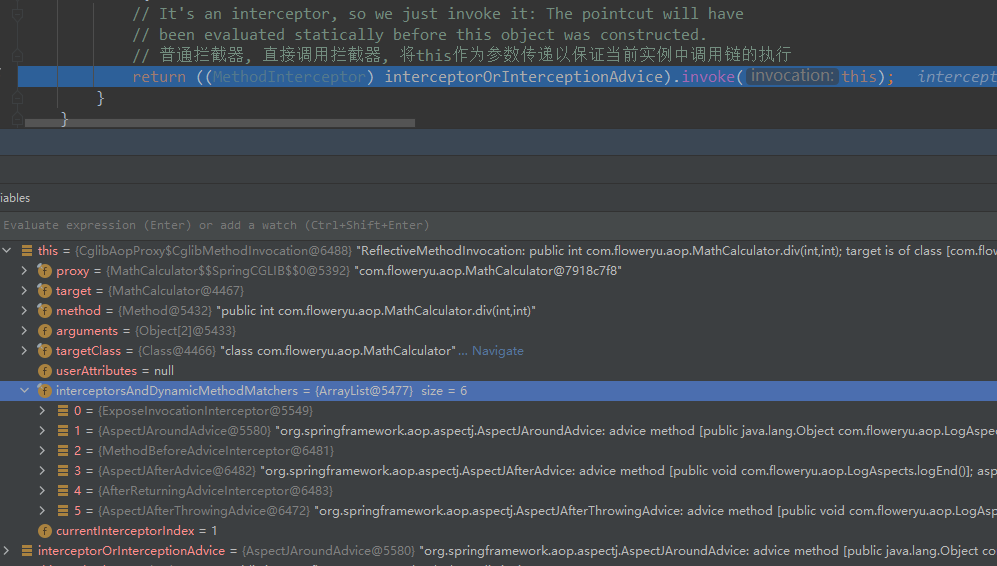 // It's an interceptor, so we just invoke it: The pointcut will have
// been evaluated statically before this object was constructed.
// 普通拦截器, 直接调用拦截器, 将this作为参数传递以保证当前实例中调用链的执行
return ((MethodInterceptor) interceptorOrInterceptionAdvice).invoke( invocation: this);   intercept
}
}
iables
Evaluate expression (Enter) or add a watch (Ctrl+Shift+Enter)
this = {CglibAopProxy$CglibMethodInvocation@6488} "ReflectiveMethodInvocation: public int com.floweryu.aop.MathCalculator.div(int,int); target is of class [com.flow
proxy = {MathCalculator$$SpringCGLIB$$0@5392} "com.floweryu.aop.MathCalculator@7918c7f8"
target = {MathCalculator@4467}
method = {Method@5432} "public int com.floweryu.aop.MathCalculator.div(int,int)"
arguments = {Object[2]@5433}
targetClass = {Class@4466} "class com.floweryu.aop.MathCalculator" ... Navigate
userAttributes = null
interceptorsAndDynamicMethodMatchers = {ArrayList@5477} size = 6
0 = {ExposeInvocationInterceptor@5549}
1 = {AspectJAroundAdvice@5580} "org.springframework.aop.aspectj.AspectJAroundAdvice: advice method [public java.lang.Object com.floweryu.aop.LogAspec
2 = {MethodBeforeAdviceInterceptor@6481}
3 = {AspectJAfterAdvice@6482} "org.springframework.aop.aspectj.AspectJAfterAdvice: advice method [public void com.floweryu.aop.LogAspects.logEnd()]; asp
4 = {AfterReturningAdviceInterceptor@6483}
5 = {AspectJAfterThrowingAdvice@6472} "org.springframework.aop.aspectj.AspectJAfterThrowingAdvice: advice method [public void com.floweryu.aop.LogAsp
currentInterceptorIndex = 1
interceptorOrInterceptionAdvice = {AspectJAroundAdvice@5580} "org.springframework.aop.aspectj.AspectJAroundAdvice: advice method [public java.lang.Object co